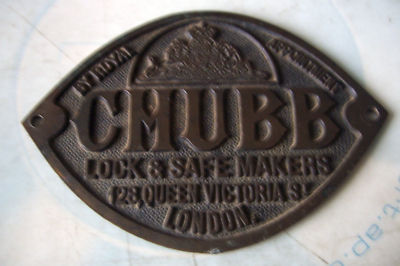 BY ROYAL APPOINTMENT
CHUBB
LOCK & SAFE MAKERS
128, QUEEN VICTORIA ST
LONDON.